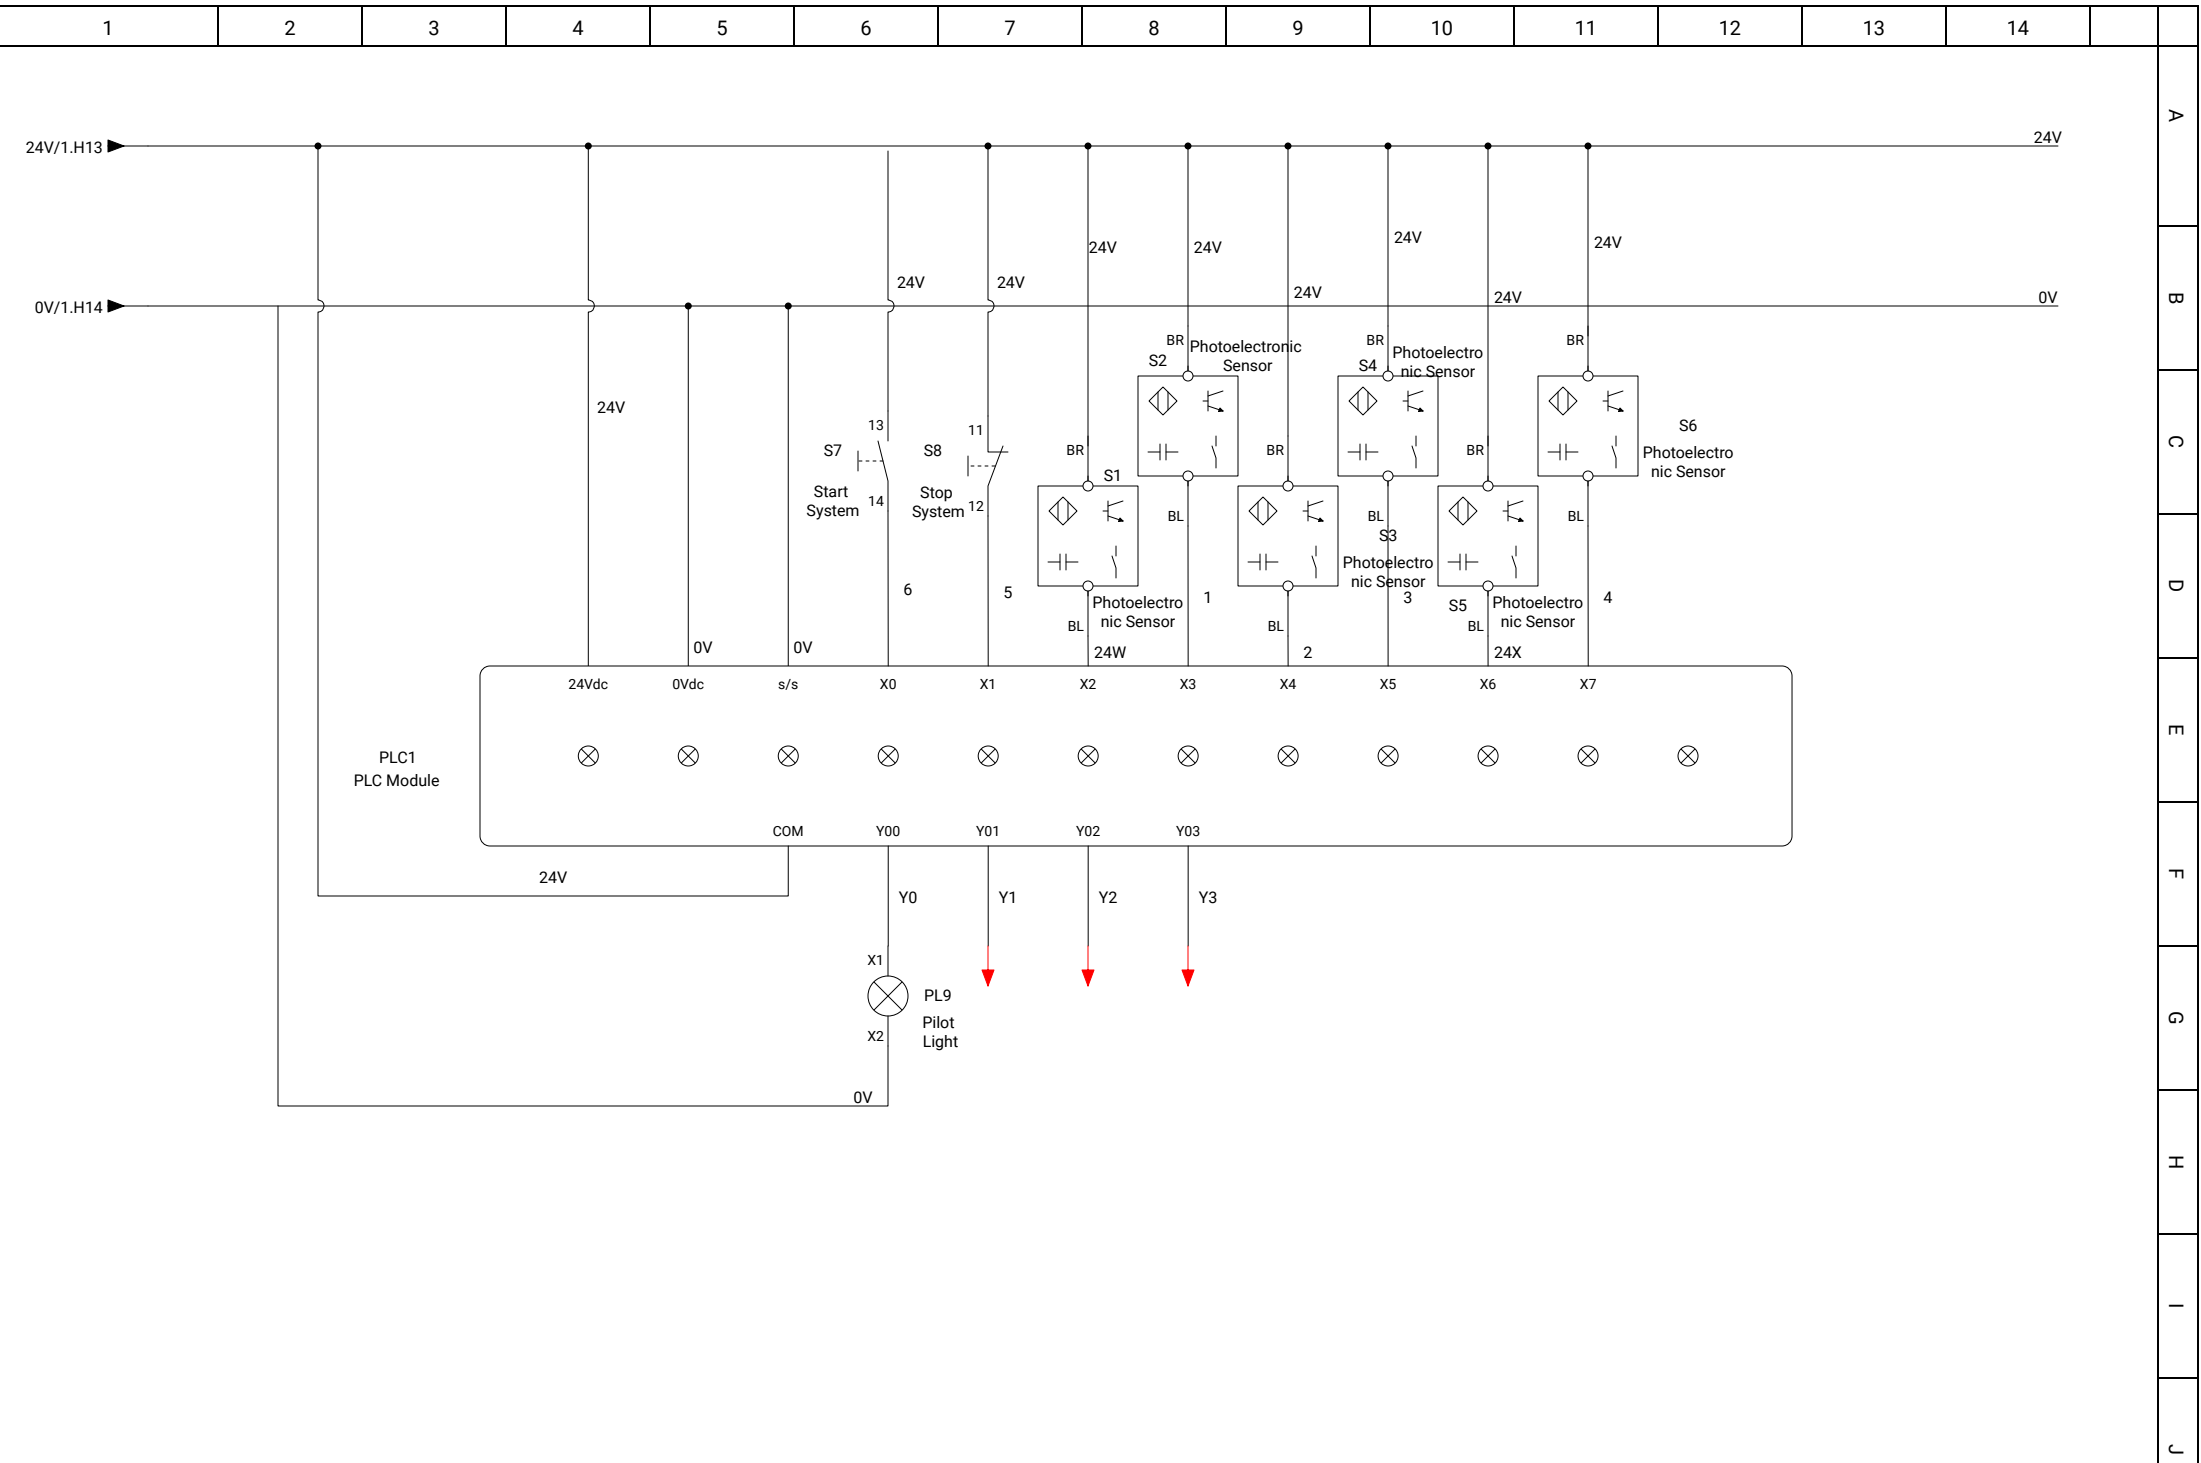 1 2 3 4 5 6 7 8 9 10 11 12 13 14
A
24V/1.H13
24V
24V
24V
24V
24V
24V
24V
24V
24V
B
0V/1.H14
0V
BR
S2
Photoelectronic
Sensor
BR
S4
Photoelectro
nic Sensor
BR
24V
C
13
S7
Start
System
14
11
S8
Stop
System
12
BR
S1
BR
BR
S6
Photoelectro
nic Sensor
BL
BL
S3
Photoelectro
nic Sensor
BL
D
6
5
Photoelectro
nic Sensor
1
3
S5
Photoelectro
nic Sensor
4
BL
BL
BL
0V
0V
24W
2
24X
24Vdc 0Vdc s/s X0 X1 X2 X3 X4 X5 X6 X7
E
PLC1
PLC Module
COM Y00 Y01 Y02 Y03
F
24V
Y0
Y1
Y2
Y3
X1
PL9
Pilot
Light
X2
G
0V
H
I
J